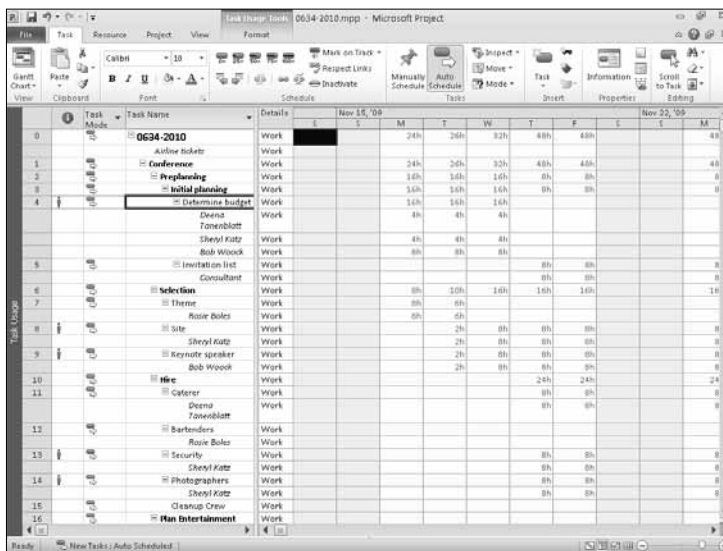 Task Usage Tools 0634-2010.mpp - Microsoft Project
File Task Resource Project View Format
Gantt Chart
Paste
Calibri 10
B I U A
Mark on Track
Respect Links
Inactivate
Manually Schedule
Auto Schedule
Inspect
Move
Mode
Task
Information
Scroll to Task
View Clipboard Font Schedule Tasks Insert Properties Editing
Task Mode Task Name Details Nov 15, '09 Nov 22, '09
S S M T W T F S S M
0 0634-2010 Work 24h 26h 32h 48h 48h 48
Airline tickets Work
1 Conference Work 24h 26h 32h 48h 48h 48
2 Preplanning Work 16h 16h 16h 8h 8h 8
3 Initial planning Work 16h 16h 16h 8h 8h 8
4 Determine budget Work 16h 16h 16h
Deena Tanenblatt Work 4h 4h 4h
Sheryl Katz Work 4h 4h 4h
Bob Woock Work 8h 8h 8h
5 Invitation list Work 8h 8h 8
Consultant Work 8h 8h 8
6 Selection Work 8h 10h 16h 16h 16h 16
7 Theme Work 8h 6h
Rosie Boles Work 8h 6h
8 Site Work 2h 8h 8h 8h 8
Sheryl Katz Work 2h 8h 8h 8h 8
9 Keynote speaker Work 2h 8h 8h 8h 8
Bob Woock Work 2h 8h 8h 8h 8
10 Hire Work 24h 24h 24
11 Caterer Work 8h 8h 8
Deena Tanenblatt Work 8h 8h 8
12 Bartenders Work
Rosie Boles Work
13 Security Work 8h 8h 8
Sheryl Katz Work 8h 8h 8
14 Photographers Work 8h 8h 8
Sheryl Katz Work 8h 8h 8
15 Cleanup Crew Work
16 Plan Entertainment Work
Task Usage
Ready New Tasks : Auto Scheduled